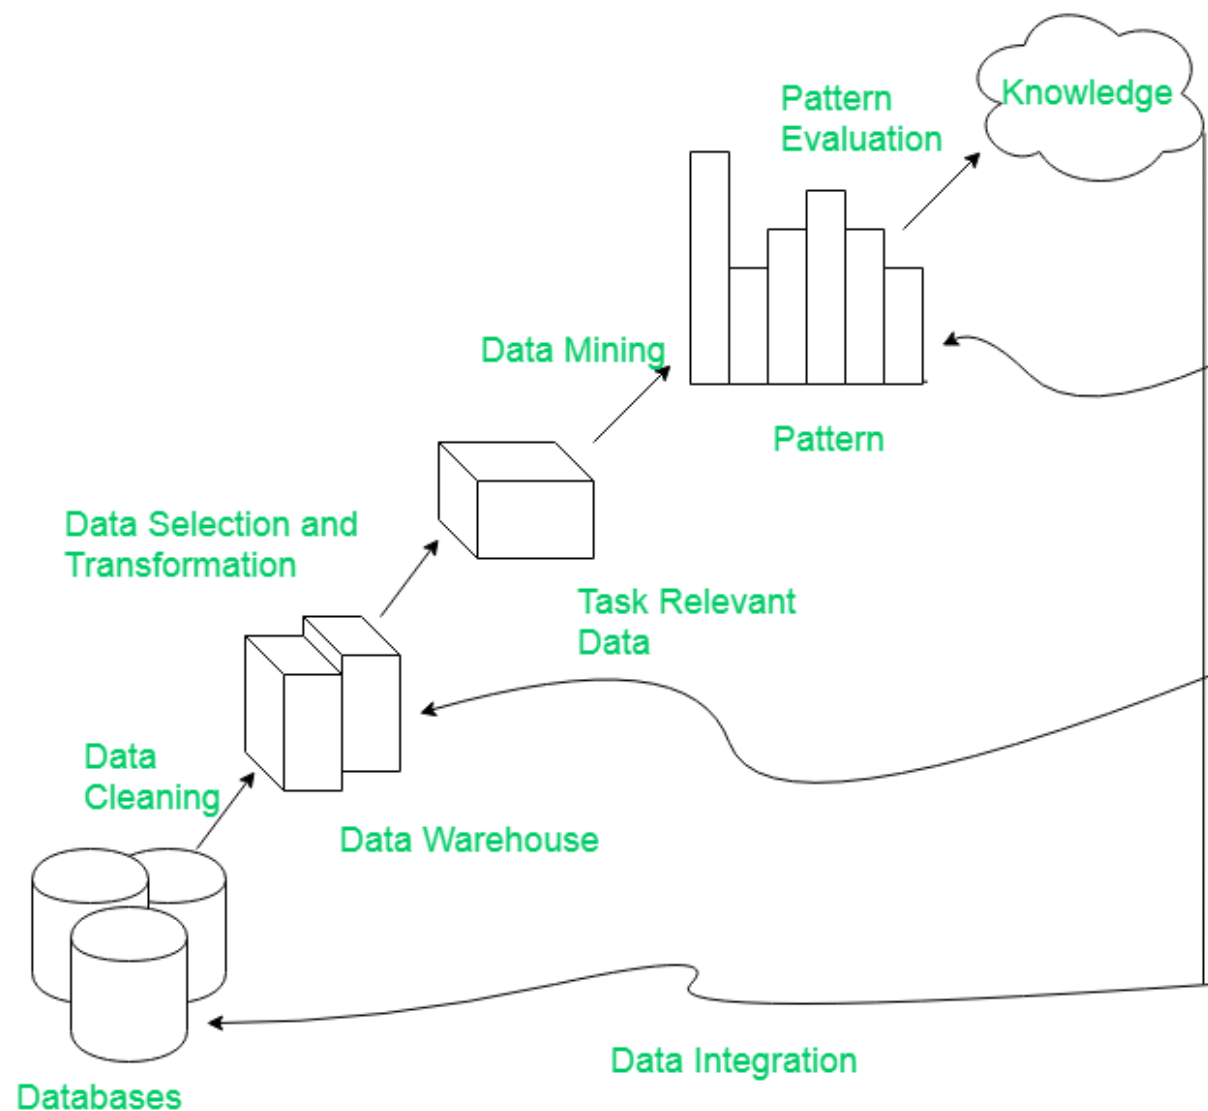 Knowledge
Pattern
Evaluation
Data Mining
Pattern
Data Selection and
Transformation
Task Relevant
Data
Data
Cleaning
Data Warehouse
Data Integration
Databases